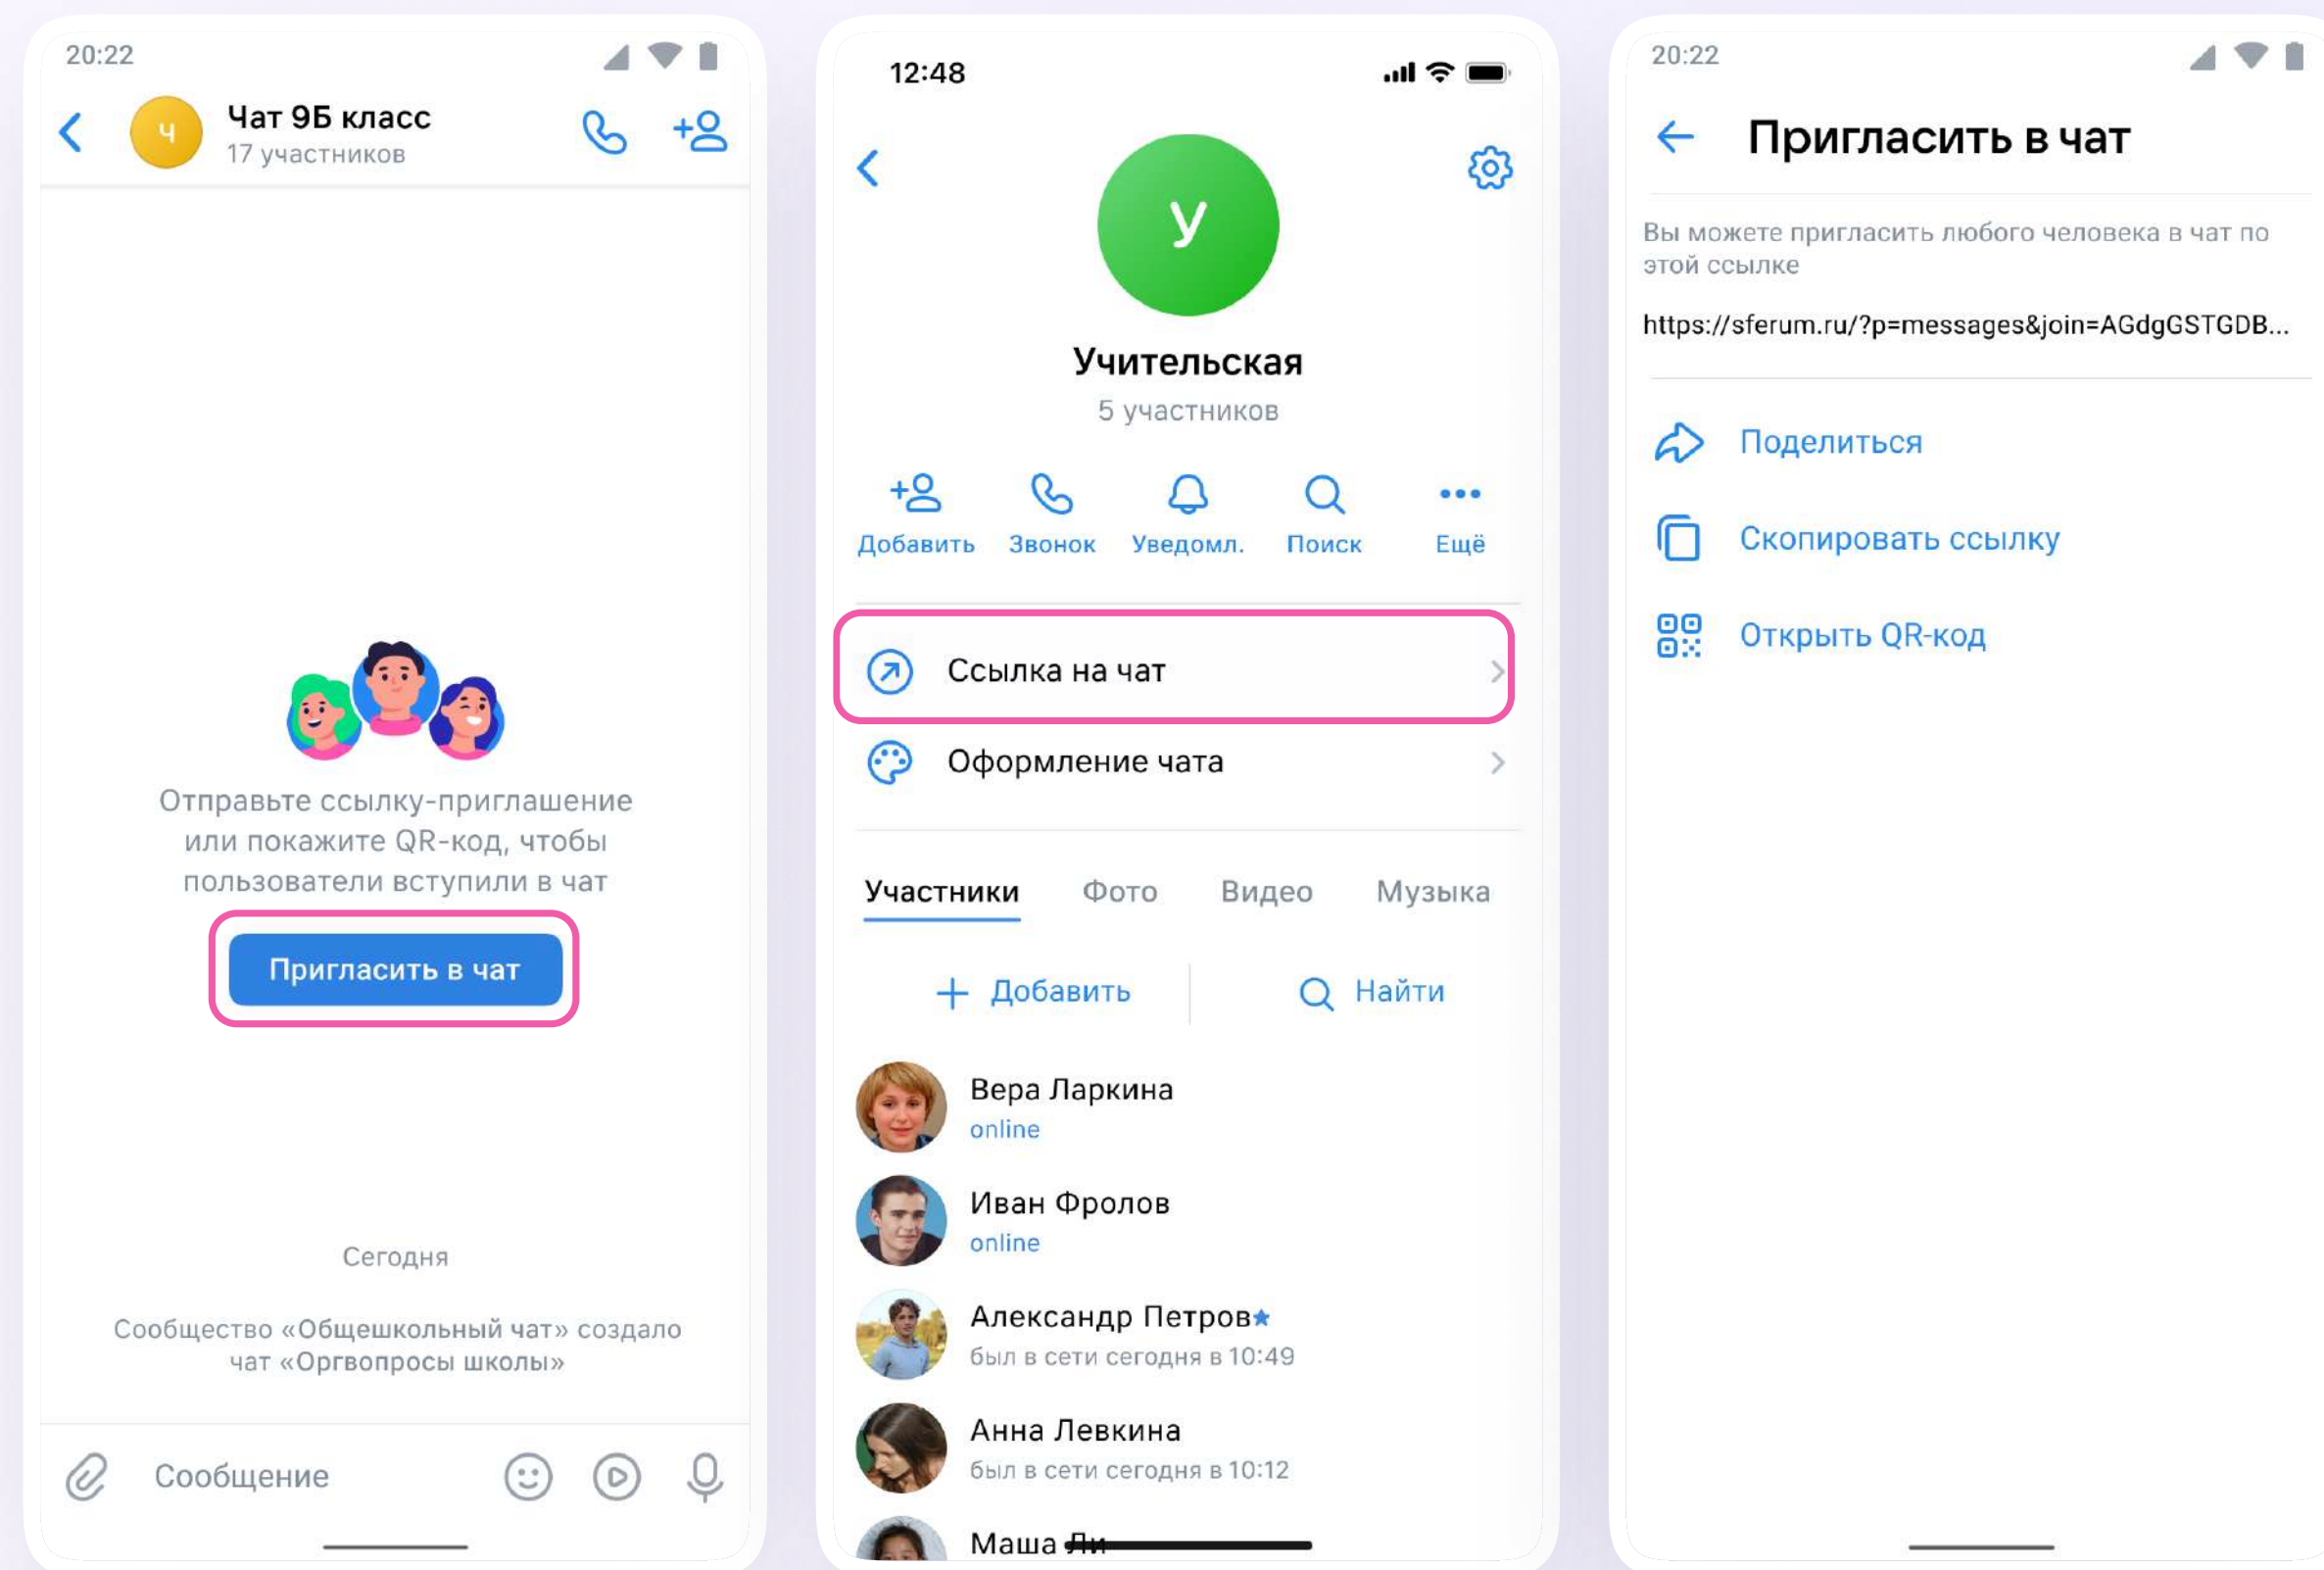 20:22
Ч
Чат 9Б класс
17 участников
Отправьте ссылку-приглашение
или покажите QR-код, чтобы
пользователи вступили в чат
Пригласить в чат
Сегодня
Сообщество «Общешкольный чат» создало
чат «Оргвопросы школы»
Сообщение
12:48
У
Учительская
5 участников
Добавить Звонок Уведомл. Поиск Ещё
Ссылка на чат
Оформление чата
Участники Фото Видео Музыка
Добавить Найти
Вера Ларкина
online
Иван Фролов
online
Александр Петров
был в сети сегодня в 10:49
Анна Левкина
был в сети сегодня в 10:12
Маша Ли
20:22
Пригласить в чат
Вы можете пригласить любого человека в чат по
этой ссылке
https://sferum.ru/?p=messages&join=AGdgGSTGDB...
Поделиться
Скопировать ссылку
Открыть QR-код